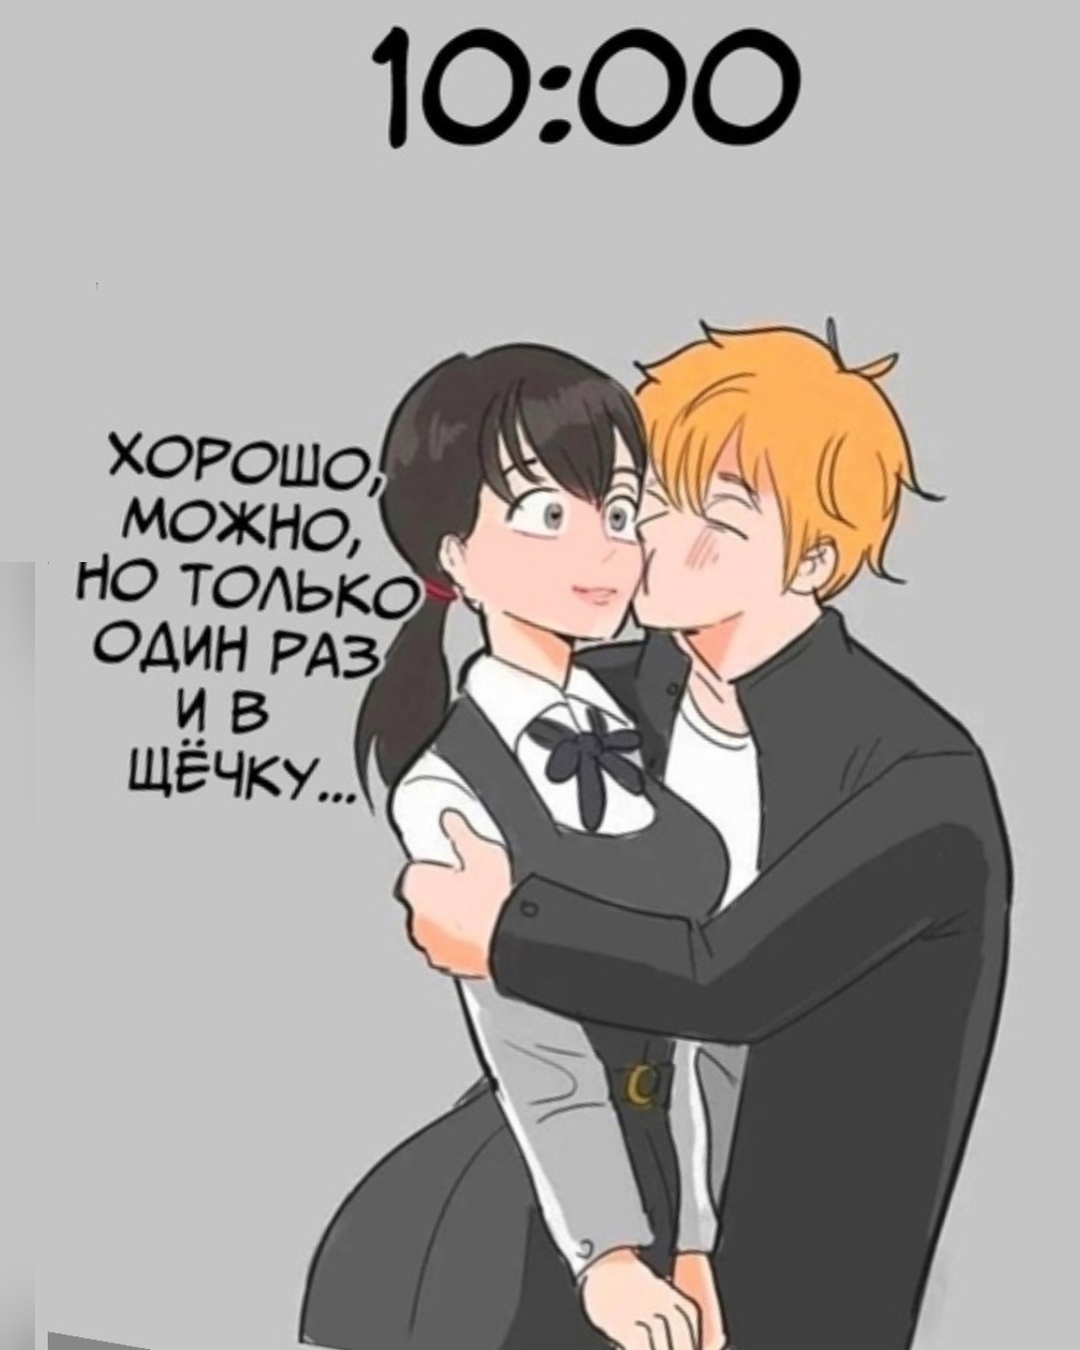 10:00
ХОРОШО,
МОЖНО,
НО ТОЛЬКО
ОДИН РАЗ
И В
ЩЁЧКУ...